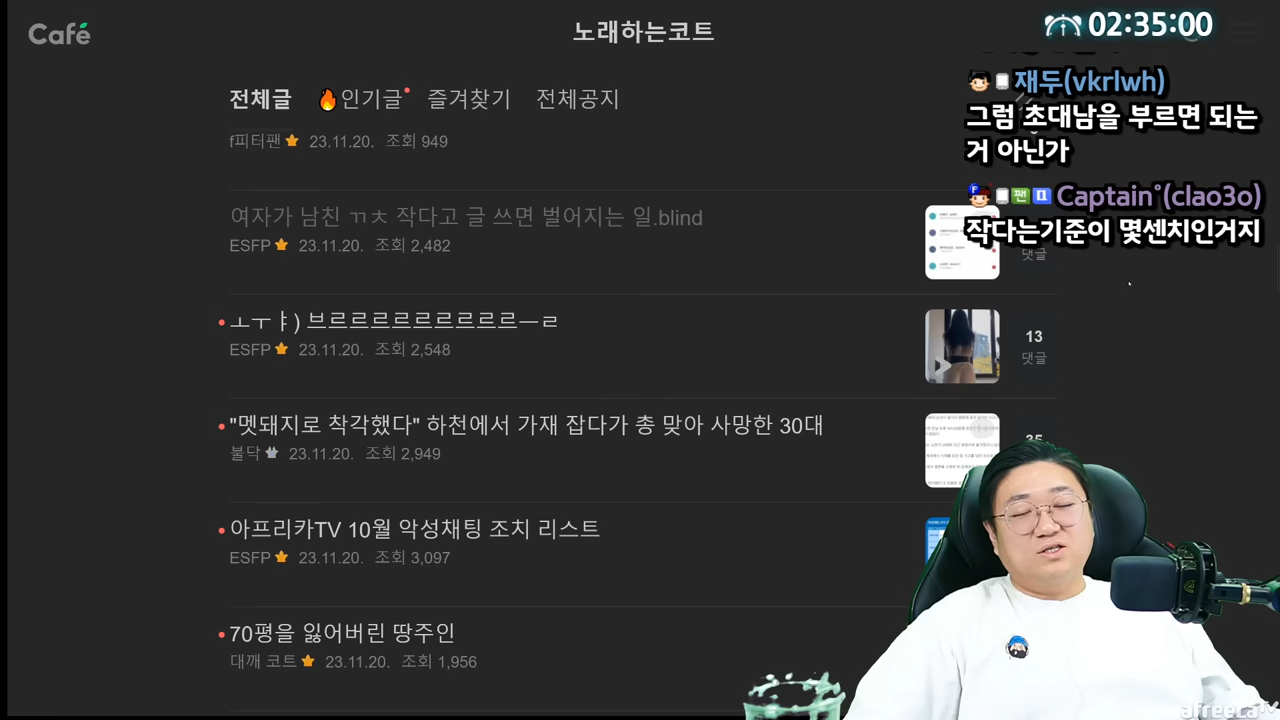 Café
노래하는코트
02:35:00
전체글
인기글
즐겨찾기
전체공지
f피터팬 23.11.20. 조회 949
여자가 남친 ㄲㅊ 작다고 글 쓰면 벌어지는 일.blind
ESFP 23.11.20. 조회 2,482
댓글
ㅗㅜㅑ) 브르르르르르르르르르르ㅡㄹ
ESFP 23.11.20. 조회 2,548
13
댓글
"멧돼지로 착각했다" 하천에서 가재 잡다가 총 맞아 사망한 30대
불닥 23.11.20. 조회 2,949
35
아프리카TV 10월 악성채팅 조치 리스트
ESFP 23.11.20. 조회 3,097
70평을 잃어버린 땅주인
대깨 코트 23.11.20. 조회 1,956
재두(vkrlwh)
그럼 초대남을 부르면 되는
거 아닌가
F 팬 Captain°(clao3o)
작다는기준이 몇센치인거지
afreecaTV